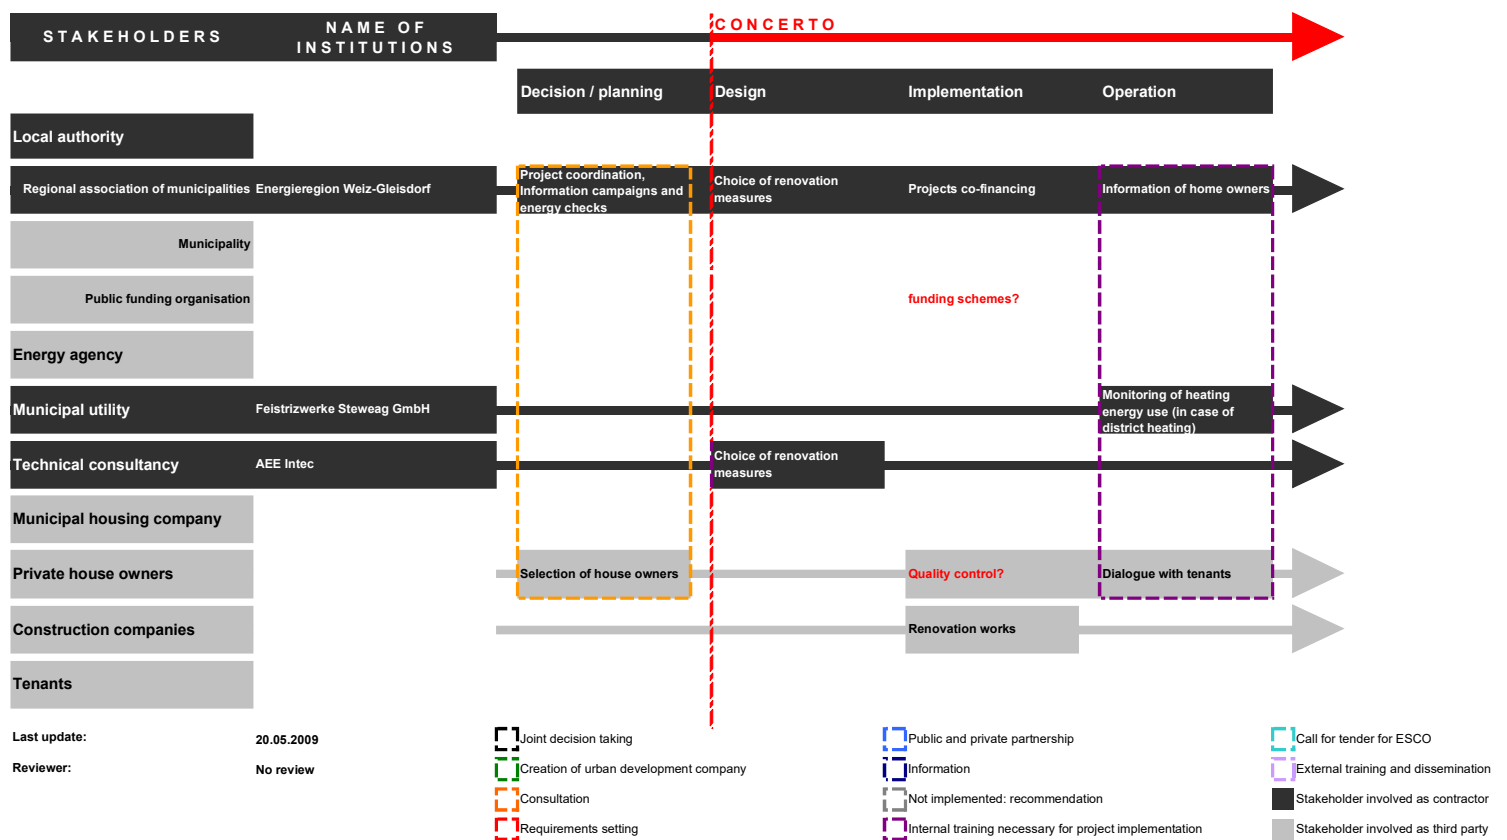 STAKEHOLDERS
NAME OF
INSTITUTIONS
CONCERTO
Decision / planning
Design
Implementation
Operation
Local authority
Regional association of municipalities
Energieregion Weiz-Gleisdorf
Project coordination,
Information campaigns and
energy checks
Choice of renovation
measures
Projects co-financing
Information of home owners
Municipality
Public funding organisation
funding schemes?
Energy agency
Municipal utility
Feistrizwerke Steweag GmbH
Monitoring of heating
energy use (in case of
district heating)
Technical consultancy
AEE Intec
Choice of renovation
measures
Municipal housing company
Private house owners
Selection of house owners
Quality control?
Dialogue with tenants
Construction companies
Renovation works
Tenants
Last update:
20.05.2009
Reviewer:
No review
Joint decision taking
Creation of urban development company
Consultation
Requirements setting
Public and private partnership
Information
Not implemented: recommendation
Internal training necessary for project implementation
Call for tender for ESCO
External training and dissemination
Stakeholder involved as contractor
Stakeholder involved as third party